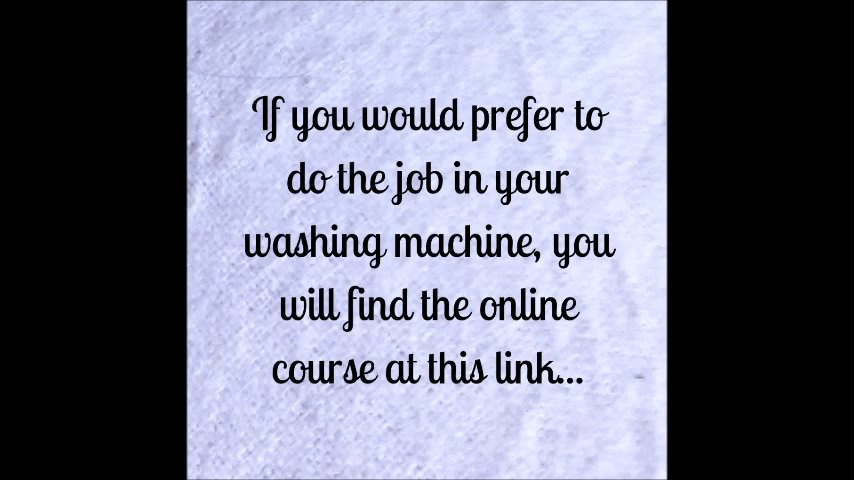 If you would prefer to
do the job in your
washing machine, you
will find the online
course at this link...